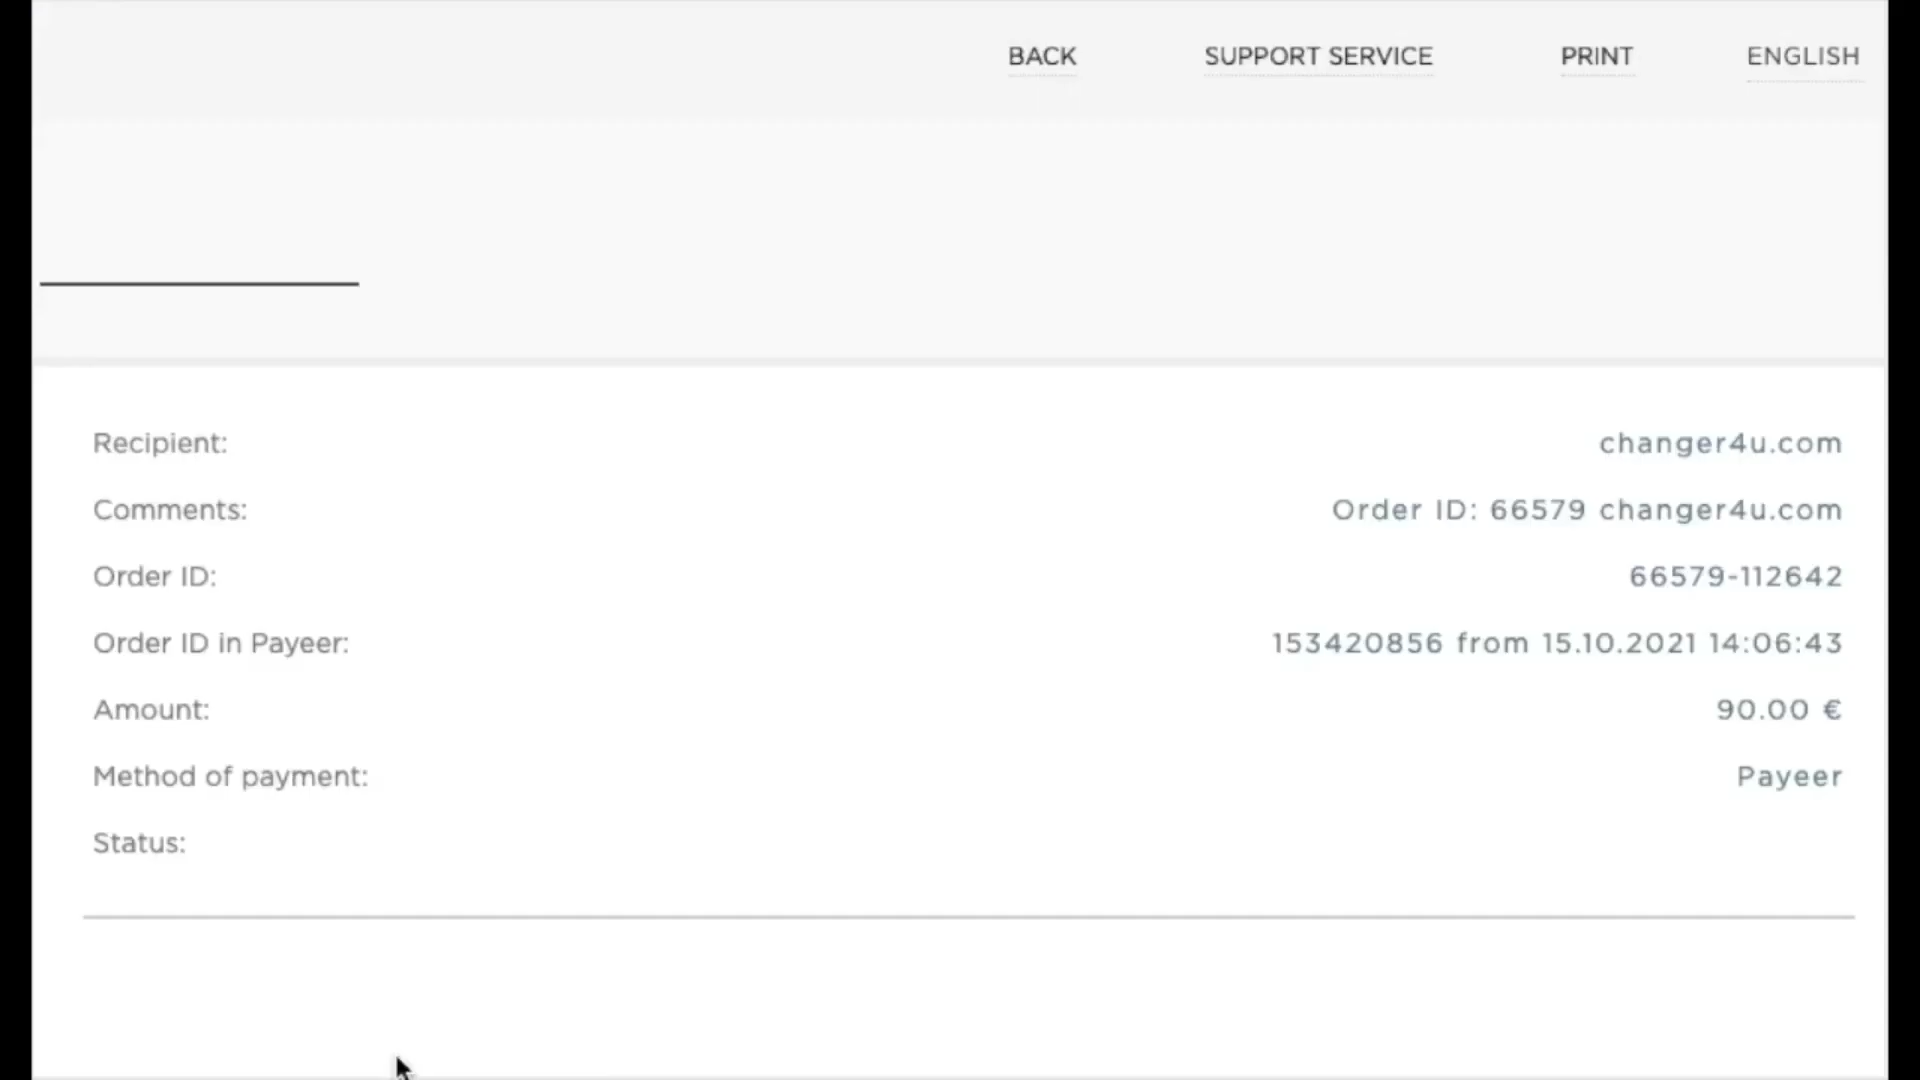 BACK SUPPORT SERVICE PRINT ENGLISH
Recipient: changer4u.com
Comments: Order ID: 66579 changer4u.com
Order ID: 66579-112642
Order ID in Payeer: 153420856 from 15.10.2021 14:06:43
Amount: 90.00 €
Method of payment: Payeer
Status: